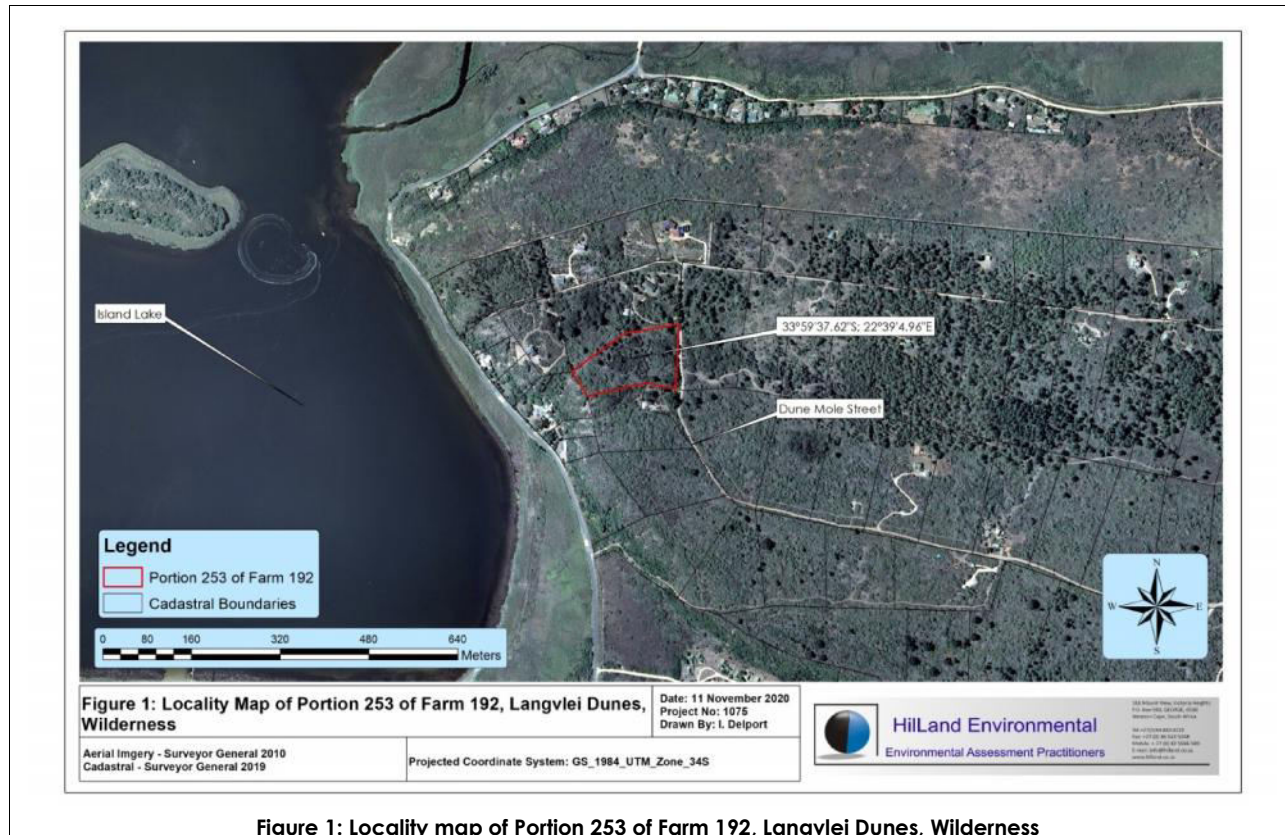 Island Lake
33°59'37.62"S; 22°39'4.96"E
Dune Mole Street
Legend
Portion 253 of Farm 192
Cadastral Boundaries
0 80 160 320 480 640
Meters
N
W E
S
Figure 1: Locality Map of Portion 253 of Farm 192, Langvlei Dunes,
Wilderness
Date: 11 November 2020
Project No: 1075
Drawn By: I. Delport
Aerial Imgery - Surveyor General 2010
Cadastral - Surveyor General 2019
Projected Coordinate System: GS_1984_UTM_Zone_34S
HilLand Environmental
Environmental Assessment Practitioners
Figure 1: Locality map of Portion 253 of Farm 192, Langvlei Dunes, Wilderness